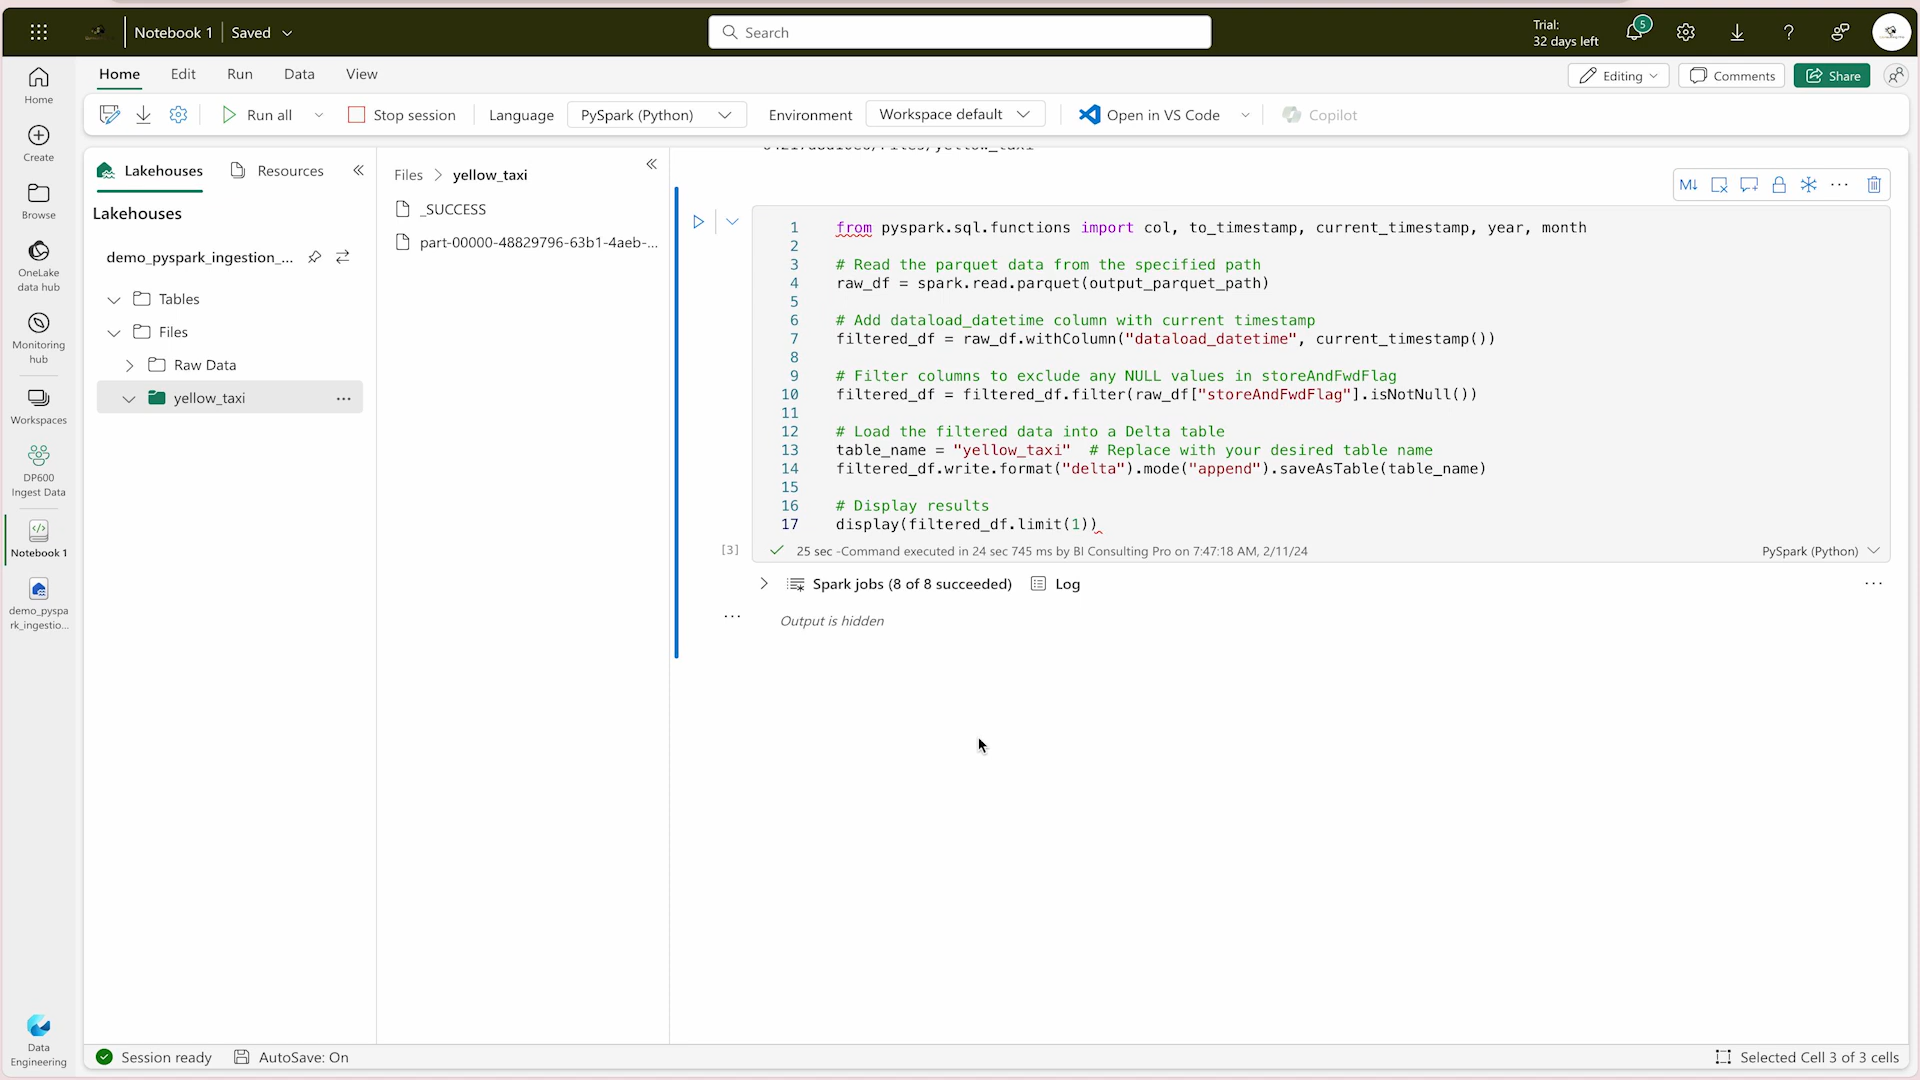 Notebook 1 | Saved
Search
Trial:
32 days left
5
Home
Edit
Run
Data
View
Editing
Comments
Share
Run all
Stop session
Language
PySpark (Python)
Environment
Workspace default
Open in VS Code
Copilot
Home
Create
Browse
OneLake
data hub
Monitoring
hub
Workspaces
DP600
Ingest Data
Notebook 1
demo_pyspa
rk_ingestio...
Data
Engineering
Lakehouses
Resources
Lakehouses
demo_pyspark_ingestion_...
Tables
Files
Raw Data
yellow_taxi
...
Files > yellow_taxi
_SUCCESS
part-00000-48829796-63b1-4aeb-...
M↓
1 from pyspark.sql.functions import col, to_timestamp, current_timestamp, year, month
2
3 # Read the parquet data from the specified path
4 raw_df = spark.read.parquet(output_parquet_path)
5
6 # Add dataload_datetime column with current timestamp
7 filtered_df = raw_df.withColumn("dataload_datetime", current_timestamp())
8
9 # Filter columns to exclude any NULL values in storeAndFwdFlag
10 filtered_df = filtered_df.filter(raw_df["storeAndFwdFlag"].isNotNull())
11
12 # Load the filtered data into a Delta table
13 table_name = "yellow_taxi"  # Replace with your desired table name
14 filtered_df.write.format("delta").mode("append").saveAsTable(table_name)
15
16 # Display results
17 display(filtered_df.limit(1))
[3]
25 sec -Command executed in 24 sec 745 ms by BI Consulting Pro on 7:47:18 AM, 2/11/24
PySpark (Python)
Spark jobs (8 of 8 succeeded)
Log
Output is hidden
Session ready
AutoSave: On
Selected Cell 3 of 3 cells